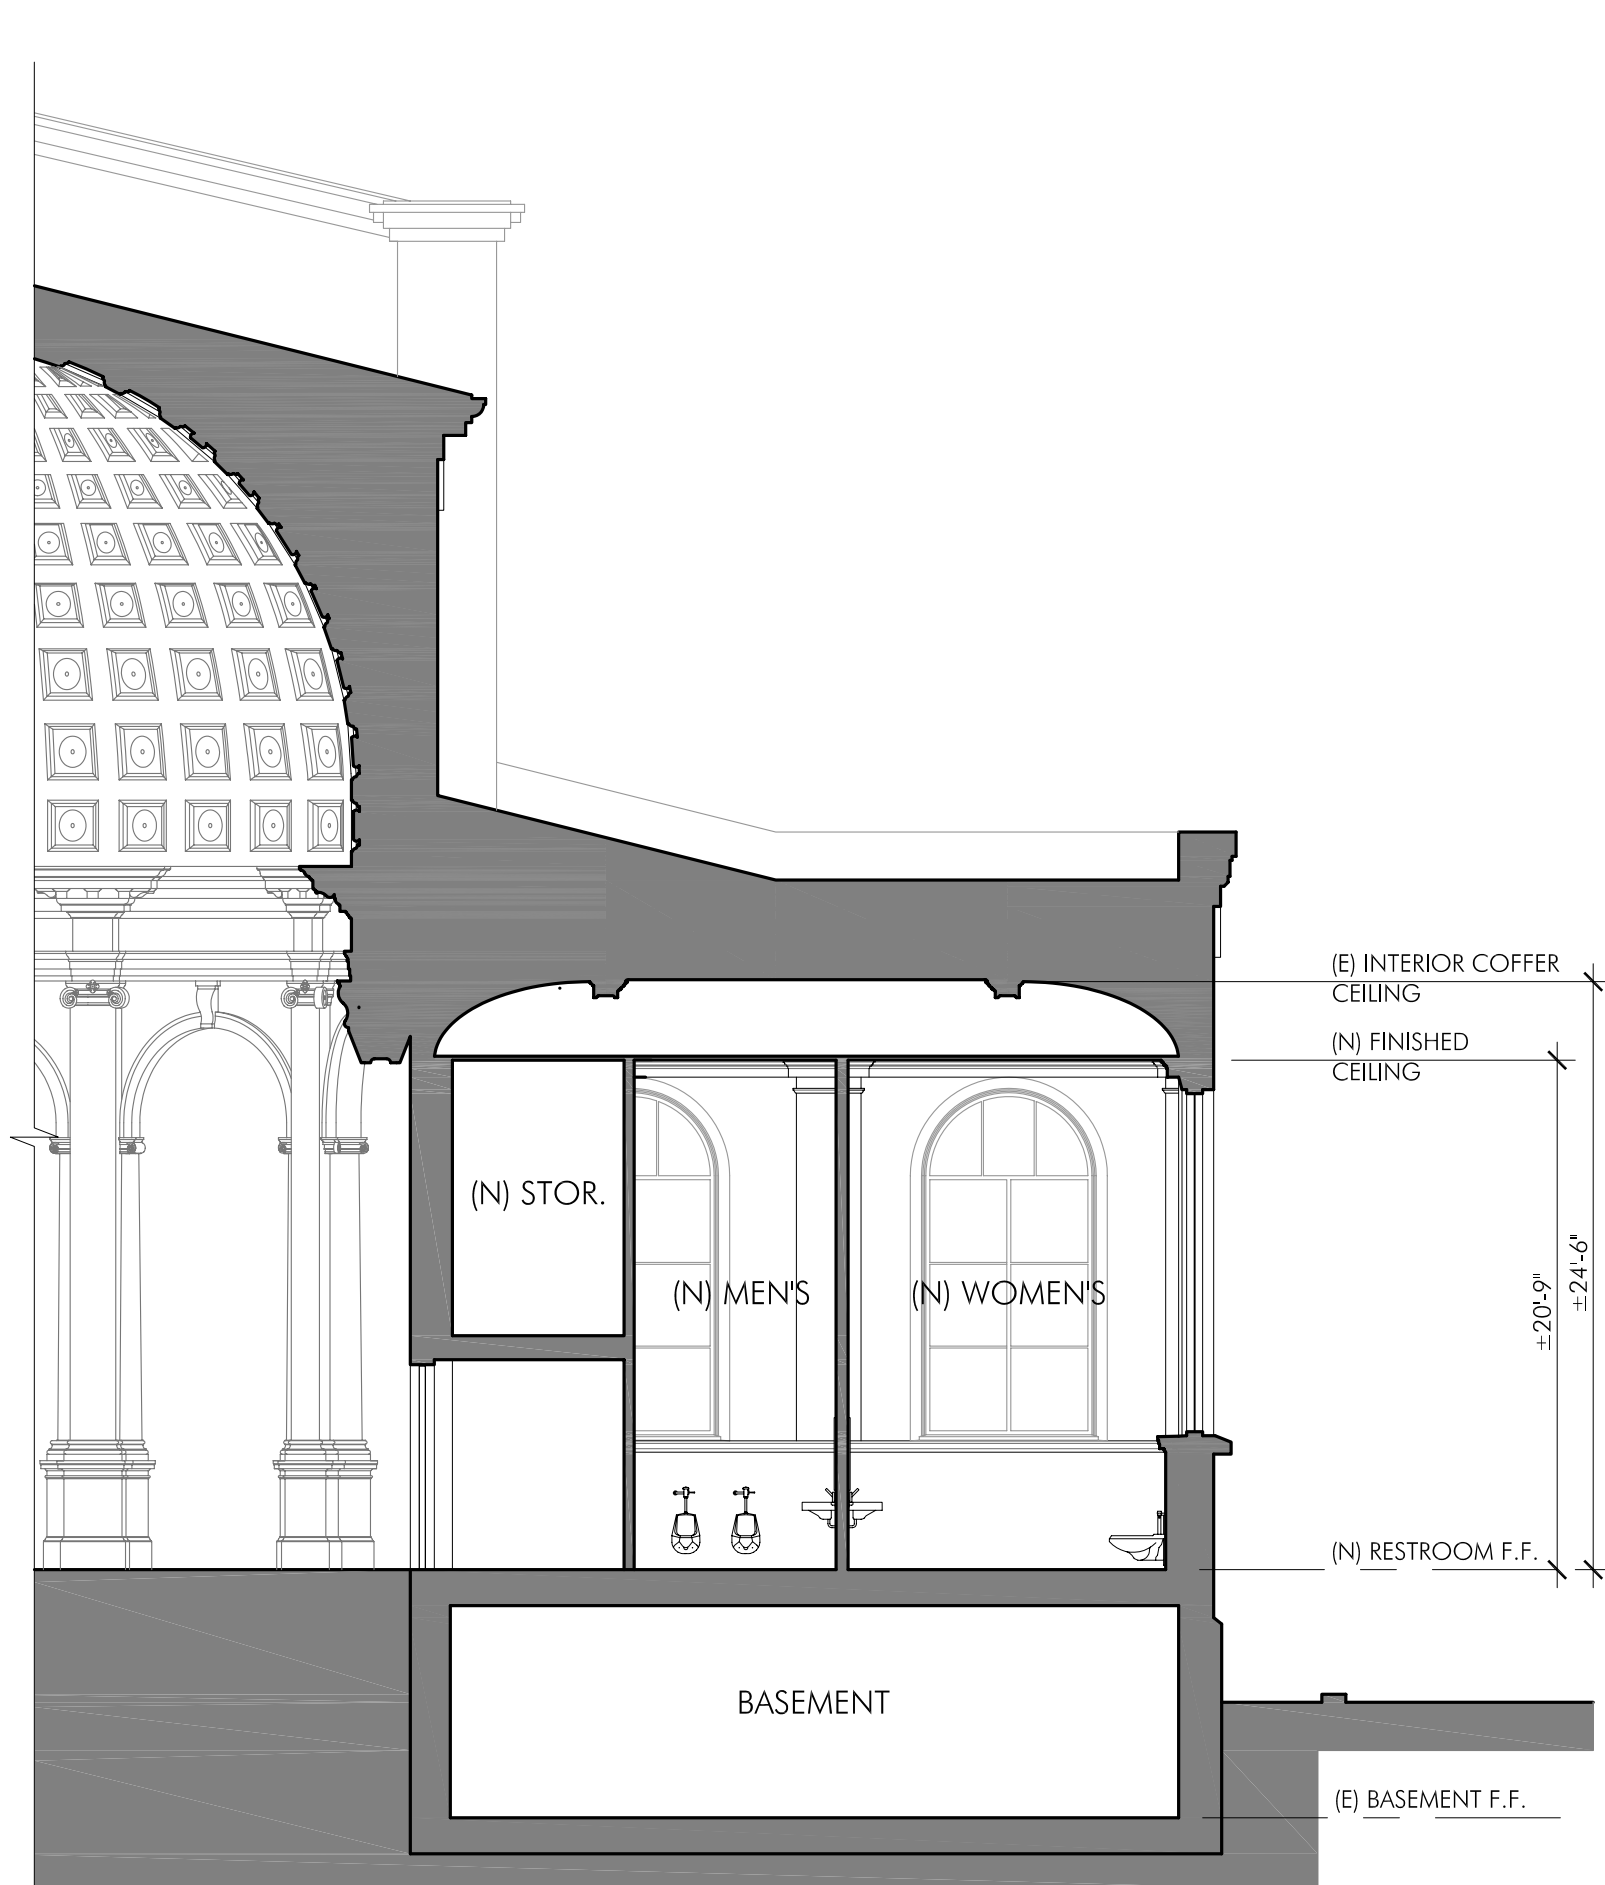 (E) INTERIOR COFFER
CEILING
(N) FINISHED
CEILING
(N) STOR.
(N) MEN'S
(N) WOMEN'S
±20'-9"
±24'-6"
(N) RESTROOM F.F.
BASEMENT
(E) BASEMENT F.F.